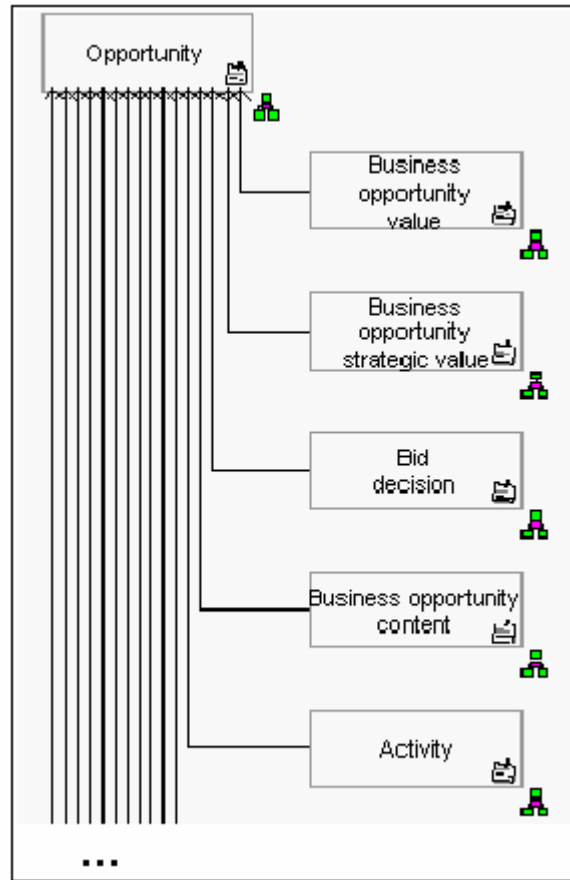 Opportunity
Business
opportunity
value
Business
opportunity
strategic value
Bid
decision
Business opportunity
content
Activity
...